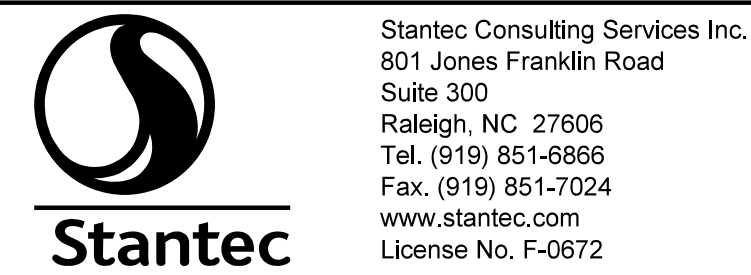 Stantec
Stantec Consulting Services Inc.
801 Jones Franklin Road
Suite 300
Raleigh, NC  27606
Tel. (919) 851-6866
Fax. (919) 851-7024
www.stantec.com
License No. F-0672